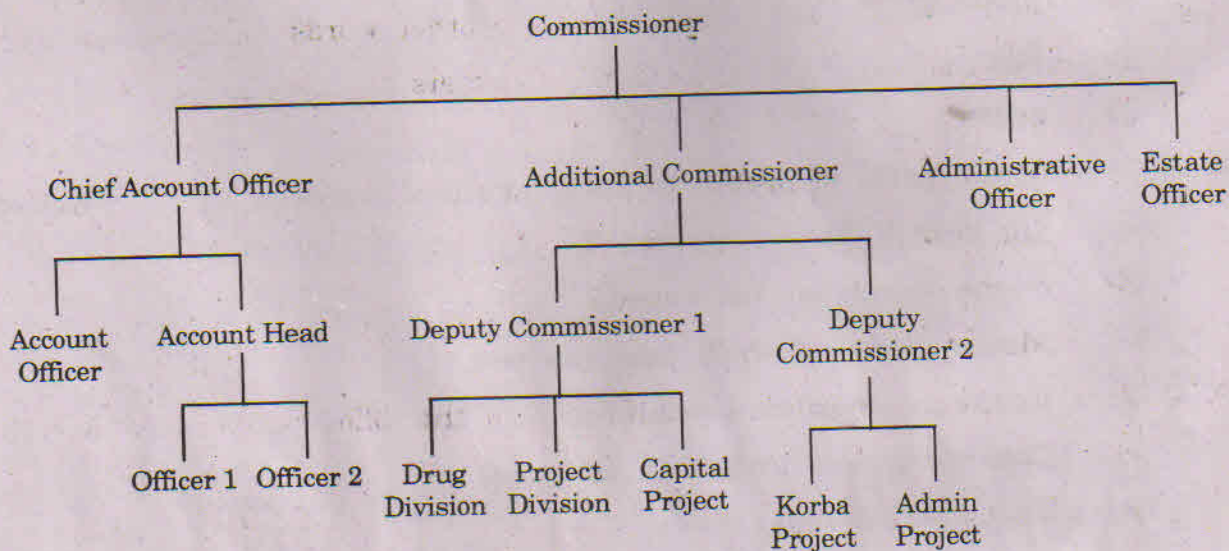 Commissioner
Chief Account Officer
Additional Commissioner
Administrative
Officer
Estate
Officer
Account
Officer
Account Head
Deputy Commissioner 1
Deputy
Commissioner 2
Officer 1
Officer 2
Drug
Division
Project
Division
Capital
Project
Korba
Project
Admin
Project